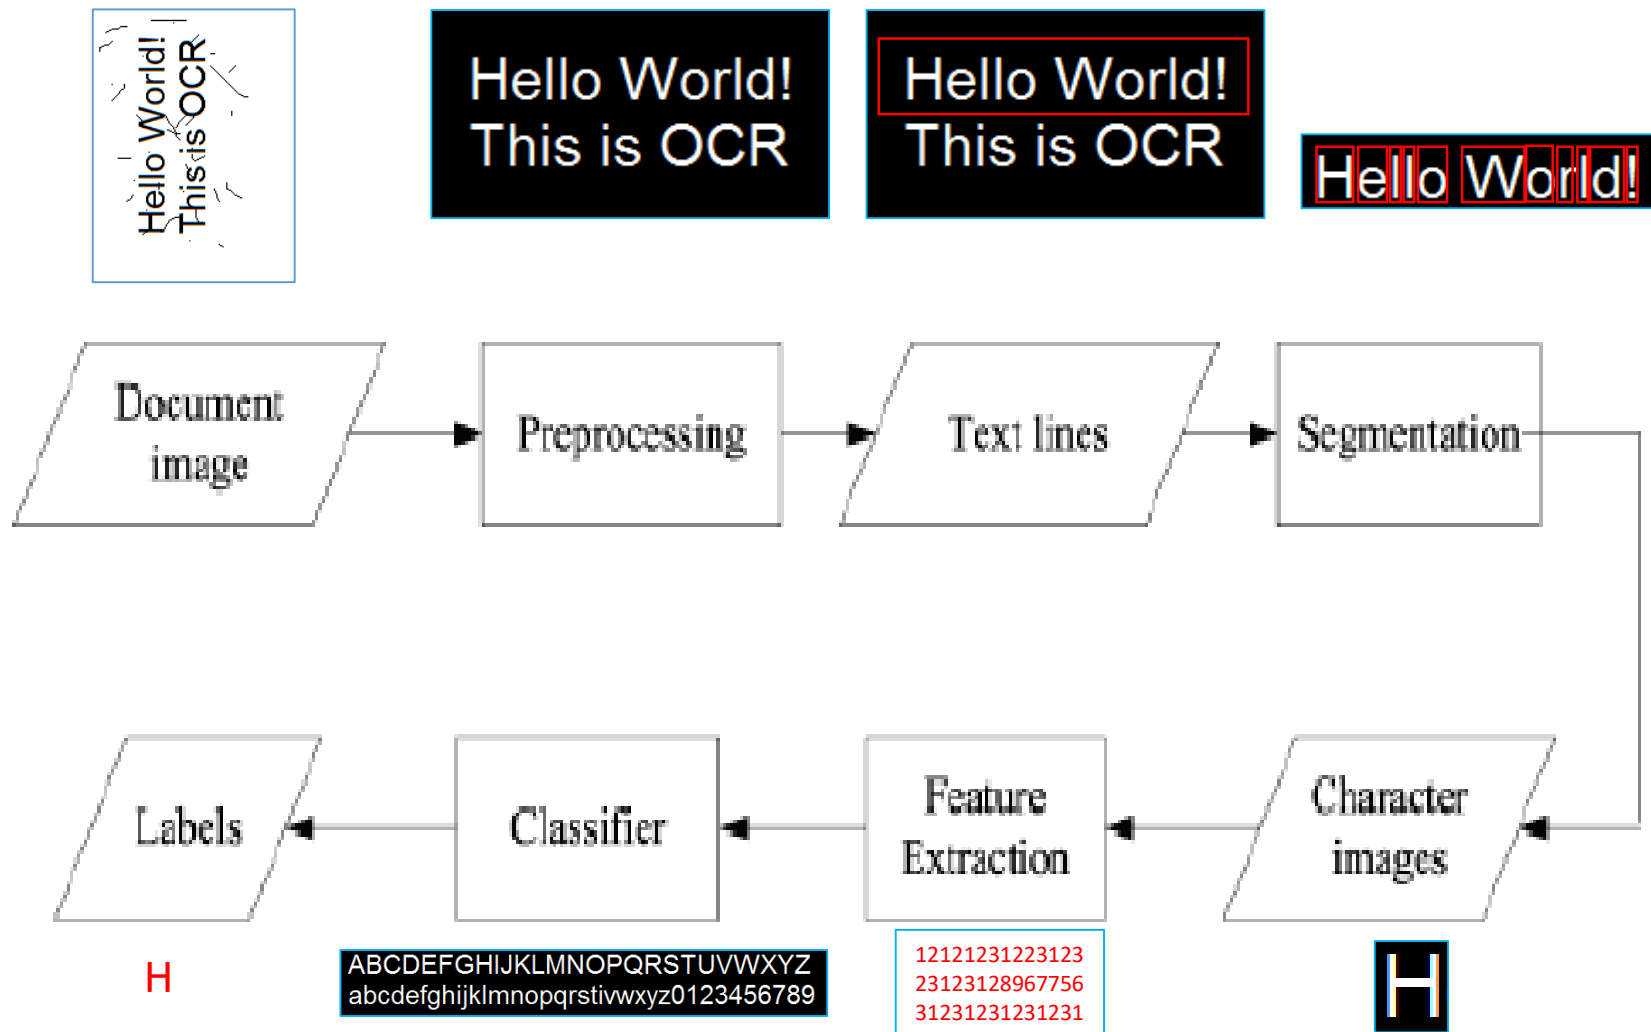 Hello World!
This is OCR
Hello World!
This is OCR
Hello World!
This is OCR
Hello World!
Document
image
Preprocessing
Text lines
Segmentation
Labels
Classifier
Feature
Extraction
Character
images
H
ABCDEFGHIJKLMNOPQRSTUVWXYZ
abcdefghijklmnopqrstivwxyz0123456789
12121231223123
23123128967756
31231231231231
H